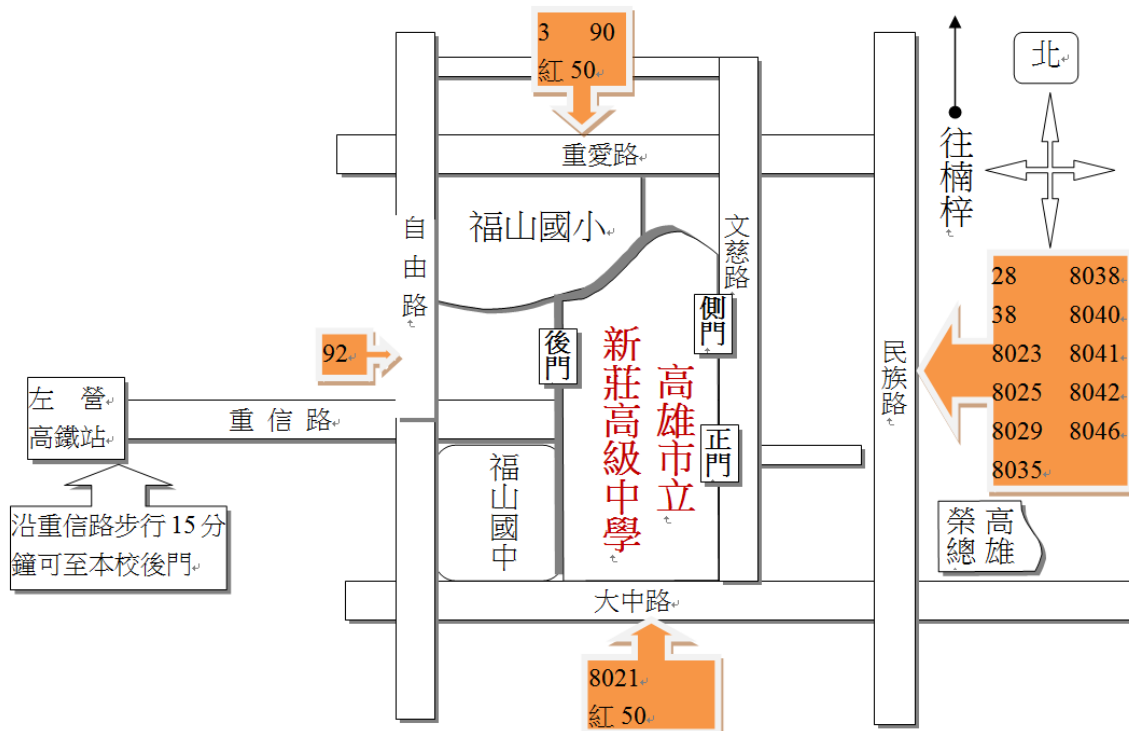 3 90
紅 50
北
往楠梓
重愛路
自由路
福山國小
文慈路
側門
後門
28 8038
38 8040
8023 8041
8025 8042
8029 8046
8035
92
民族路
高雄市立
新莊高級中學
左 營
高鐵站
重 信 路
正門
福山國中
沿重信路步行 15 分
鐘可至本校後門
高雄
榮總
大中路
8021
紅 50